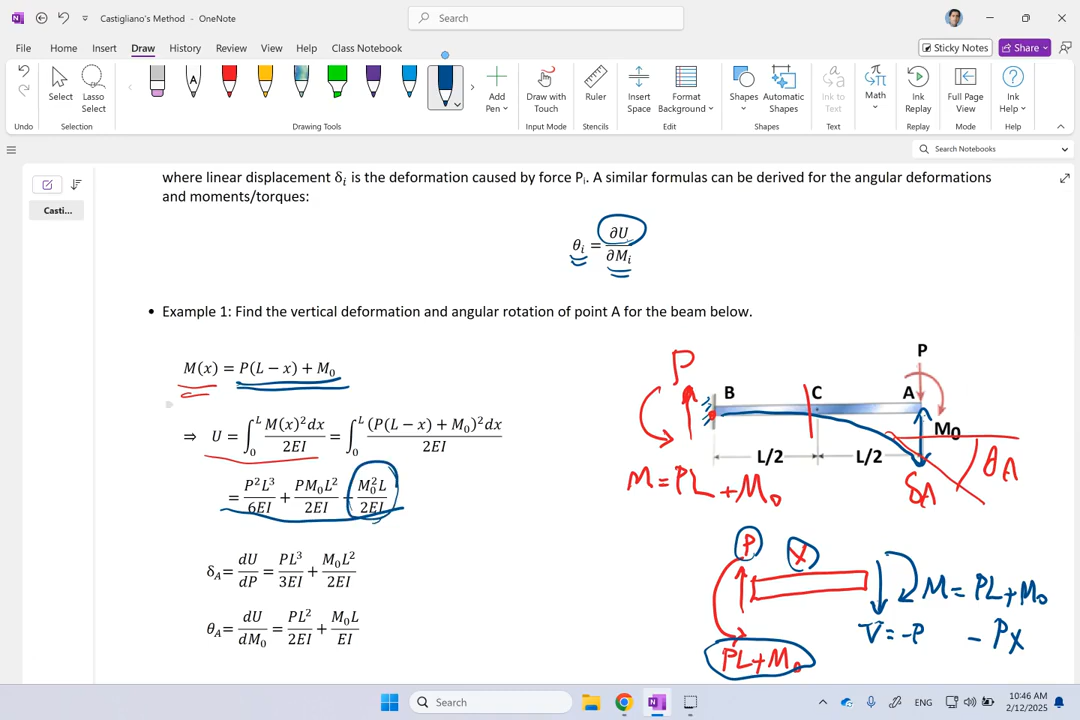 Castigliano's Method - OneNote
Search
File Home Insert Draw History Review View Help Class Notebook
Sticky Notes Share
Undo
Select
Lasso Select
Add Pen
Draw with Touch
Ruler
Insert Space
Format Background
Shapes
Automatic Shapes
Ink to Text
Math
Ink Replay
Full Page View
Ink Help
Undo Selection Drawing Tools Input Mode Stencils Edit Shapes Text Replay Mode Help
Search Notebooks
Casti...
where linear displacement δᵢ is the deformation caused by force Pᵢ. A similar formulas can be derived for the angular deformations
and moments/torques:
θᵢ = ∂U/∂Mᵢ
• Example 1: Find the vertical deformation and angular rotation of point A for the beam below.
M(x) = P(L − x) + M₀
⇒ U = ∫₀ᴸ M(x)²dx/2EI = ∫₀ᴸ (P(L − x) + M₀)²dx/2EI
= P²L³/6EI + PM₀L²/2EI + M₀²L/2EI
δA= dU/dP = PL³/3EI + M₀L²/2EI
θA= dU/dM₀ = PL²/2EI + M₀L/EI
P
P
B C A
M₀
L/2 L/2
θA
M=PL+M₀
δA
P X
M= PL+M₀
V=-P - PX
PL+M₀
Search
ENG
10:46 AM
2/12/2025